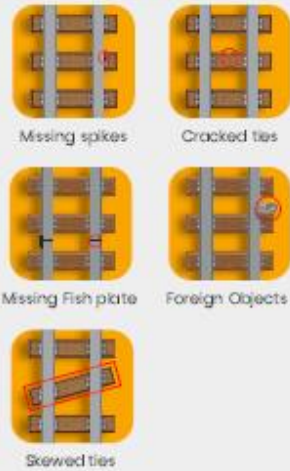 Missing spikes
Cracked ties
Missing Fish plate
Foreign Objects
Skewed ties